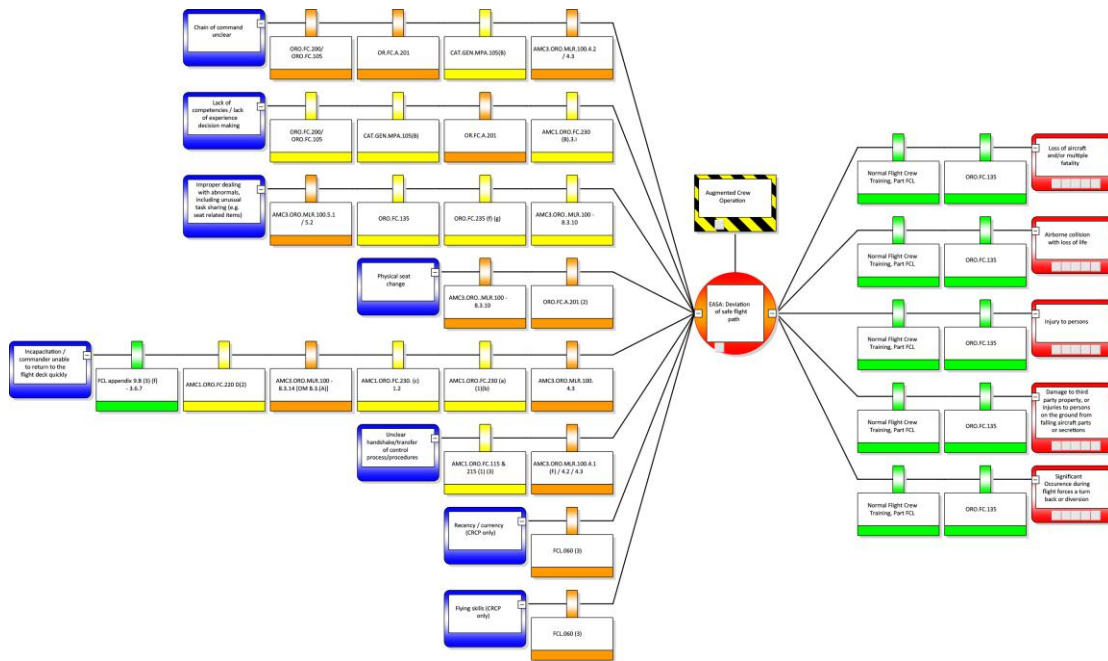 Chain of command
unclear
ORO.FC.200/
ORO.FC.105
OR.FC.A.201
CAT.GEN.MPA.105(B)
AMC3.ORO.MLR.100.4.2
/ 4.3
Lack of
competencies / lack
of experience
decision making
ORO.FC.200/
ORO.FC.105
CAT.GEN.MPA.105(B)
OR.FC.A.201
AMC1.ORO.FC.230
(B).3.i
Improper dealing
with abnormals,
including unusual
task sharing (e.g.
seat related items)
AMC3.ORO.MLR.100.5.1
/ 5.2
ORO.FC.135
ORO.FC.235 (f) (g)
AMC3.ORO..MLR.100 -
8.3.10
Physical seat
change
AMC3.ORO..MLR.100 -
8.3.10
ORO.FC.A.201 (2)
Incapacitation /
commander unable
to return to the
flight deck quickly
FCL appendix 9.B (3) (f)
- 3.6.7
AMC1.ORO.FC.220 D(2)
AMC3.ORO.MLR.100 -
8.3.14 [OM B.3.(A)]
AMC1.ORO.FC.230. (c)
1.2
AMC1.ORO.FC.230 (a)
(1)(b)
AMC3.ORO.MLR.100.
4.3
Unclear
handshake/transfer
of control
process/procedures
AMC1.ORO.FC.115 &
215 (1) (3)
AMC3.ORO.MLR.100.4.1
(F) / 4.2 / 4.3
Recency / currency
(CRCP only)
FCL.060 (3)
Flying skills (CRCP
only)
FCL.060 (3)
Augmented Crew
Operation
EASA: Deviation
of safe flight
path
Normal Flight Crew
Training, Part FCL
ORO.FC.135
Loss of aircraft
and/or multiple
fatality
Normal Flight Crew
Training, Part FCL
ORO.FC.135
Airborne collision
with loss of life
Normal Flight Crew
Training, Part FCL
ORO.FC.135
Injury to persons
Normal Flight Crew
Training, Part FCL
ORO.FC.135
Damage to third
party property, or
injuries to persons
on the ground from
falling aircraft parts
or secretions
Normal Flight Crew
Training, Part FCL
ORO.FC.135
Significant
Occurence during
flight forces a turn
back or diversion